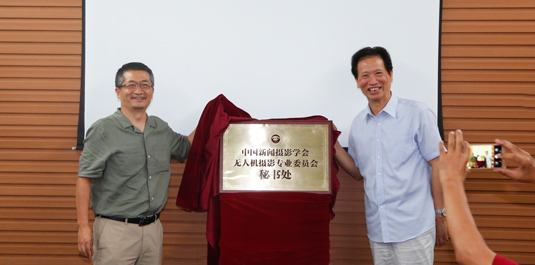 中国新闻摄影学会
无人机摄影专业委员会
秘书处